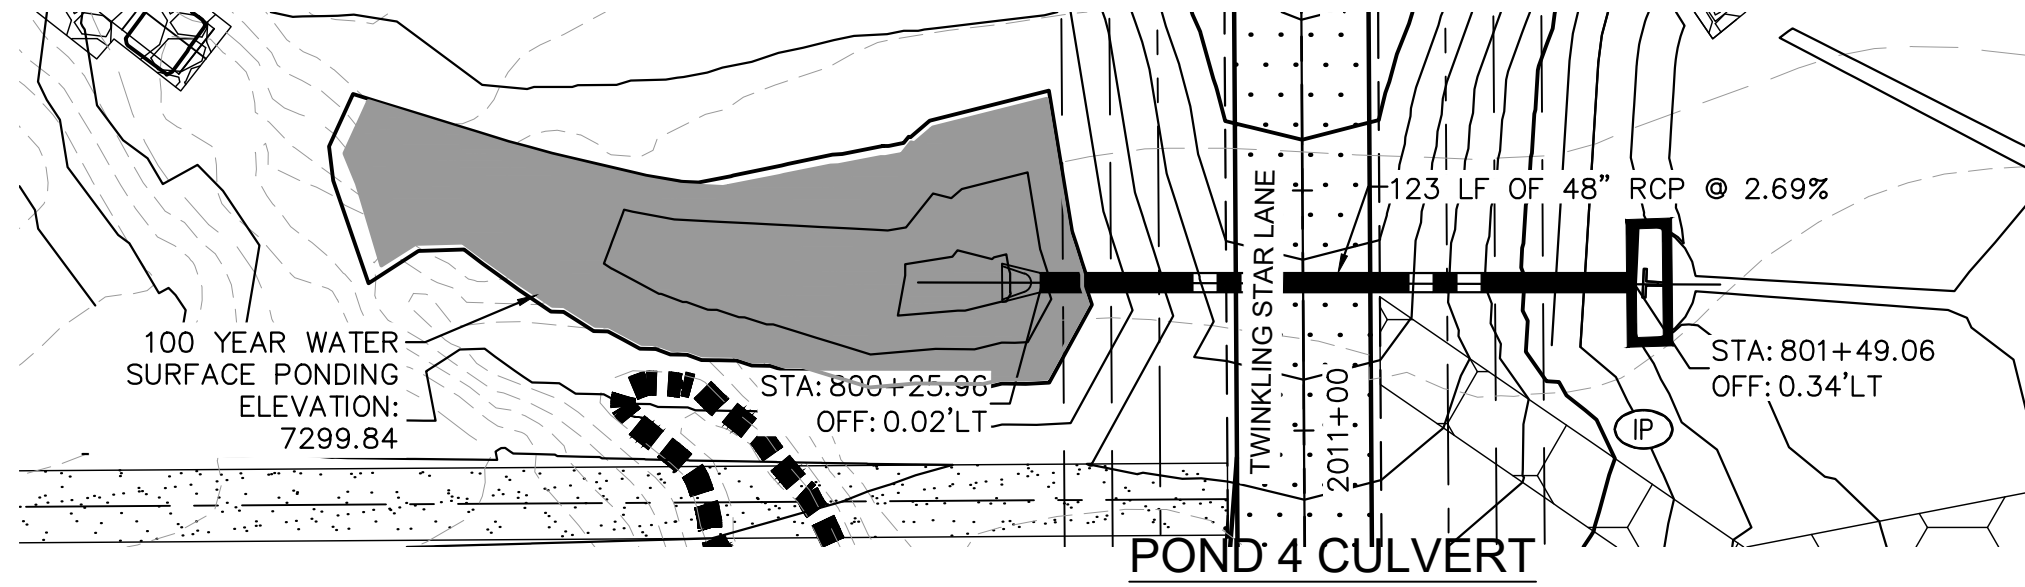 123 LF OF 48" RCP @ 2.69%
TWINKLING STAR LANE
2011+00
100 YEAR WATER
SURFACE PONDING
ELEVATION:
7299.84
STA: 800+25.96
OFF: 0.02'LT
STA: 801+49.06
OFF: 0.34'LT
IP
POND 4 CULVERT